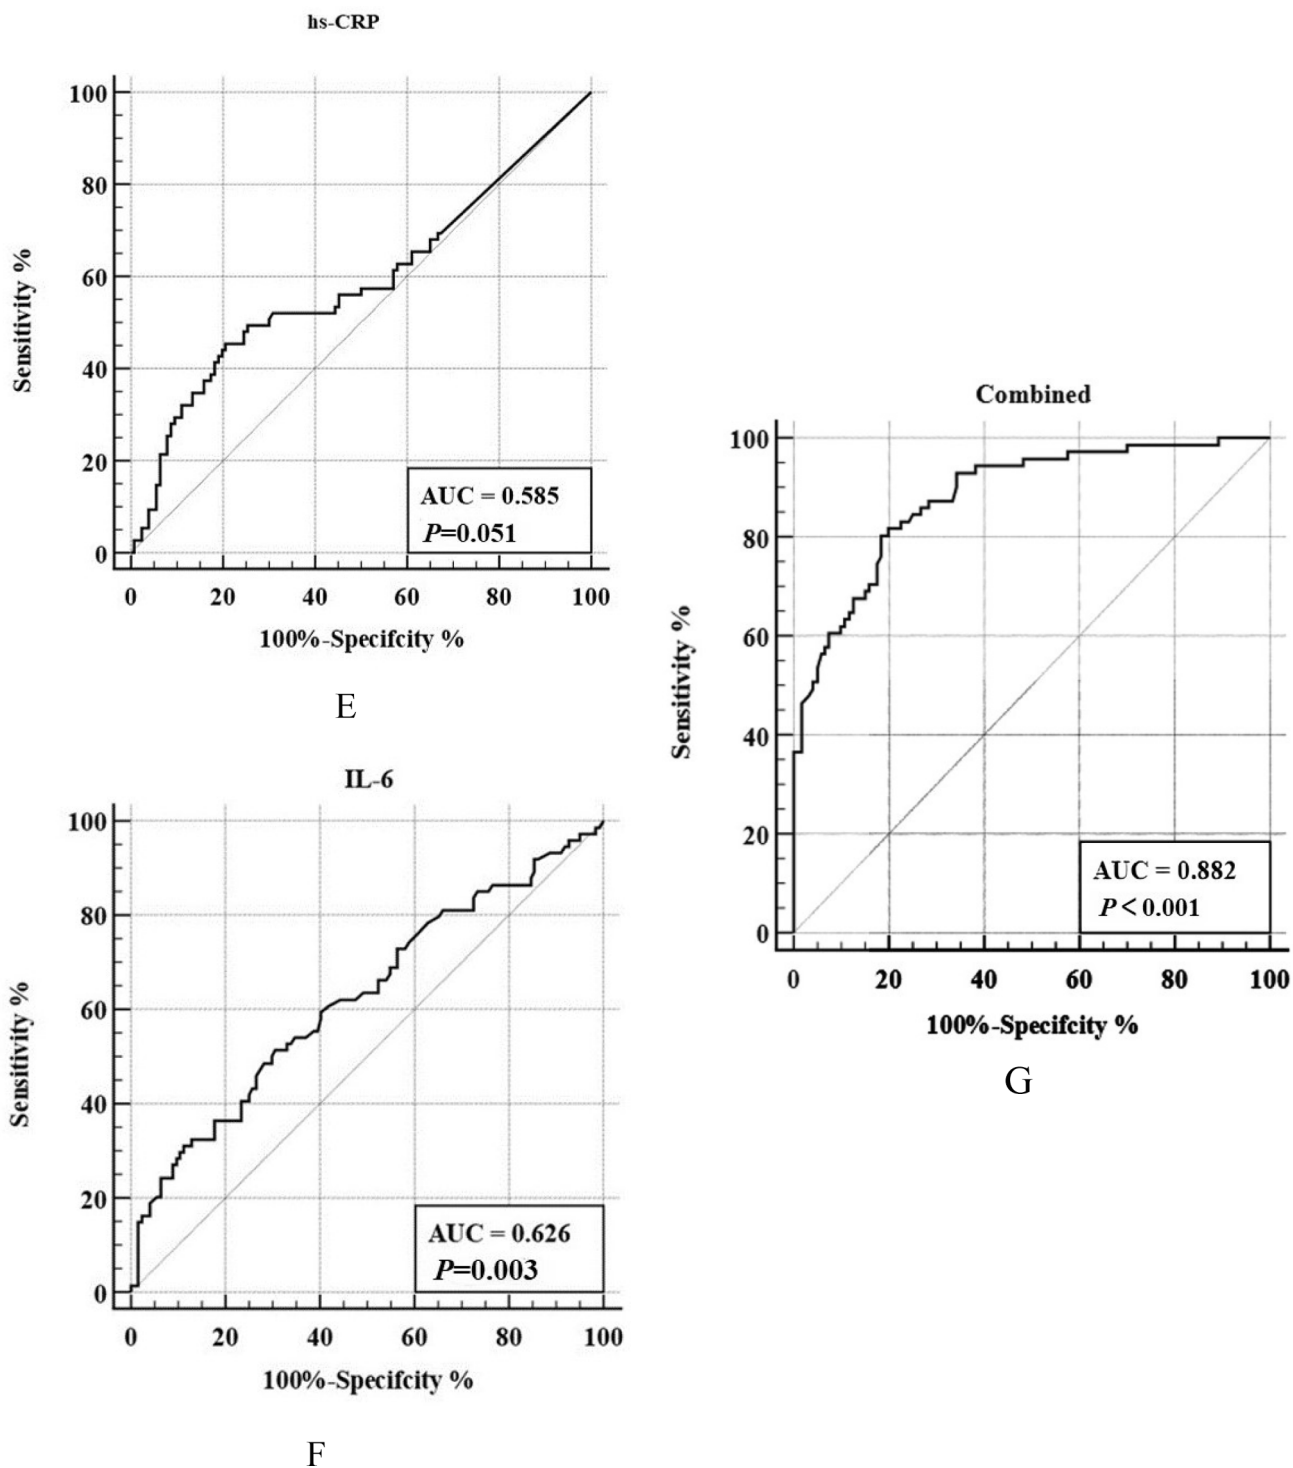 hs-CRP
100
80
60
40
20
0
Sensitivity %
AUC = 0.585
P=0.051
0 20 40 60 80 100
100%-Specifcity %
E
IL-6
100
80
60
40
20
0
Sensitivity %
AUC = 0.626
P=0.003
0 20 40 60 80 100
100%-Specifcity %
F
Combined
100
80
60
40
20
0
Sensitivity %
AUC = 0.882
P < 0.001
0 20 40 60 80 100
100%-Specifcity %
G